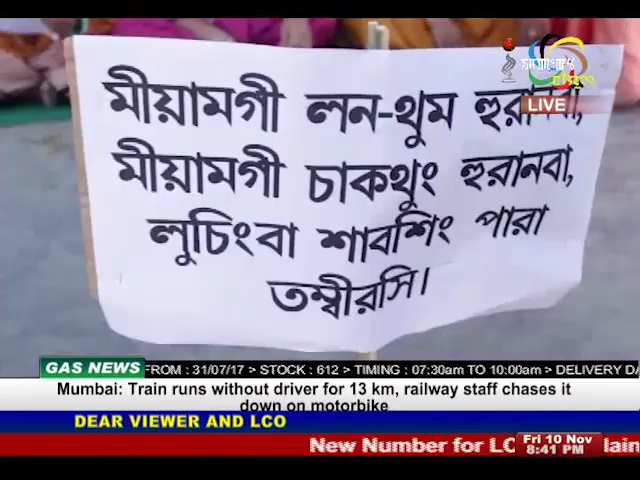 LIVE
মীয়ামগী লন-থুম হুরানবা,
মীয়ামগী চাকথুং হুরানবা,
লুচিংবা শাবশিং পারা
তম্বীরসি।
GAS NEWS
FROM : 31/07/17 > STOCK : 612 > TIMING : 07:30am TO 10:00am > DELIVERY DA
Mumbai: Train runs without driver for 13 km, railway staff chases it
down on motorbike
DEAR VIEWER AND LCO
New Number for LC
Fri 10 Nov
8:41 PM
lain